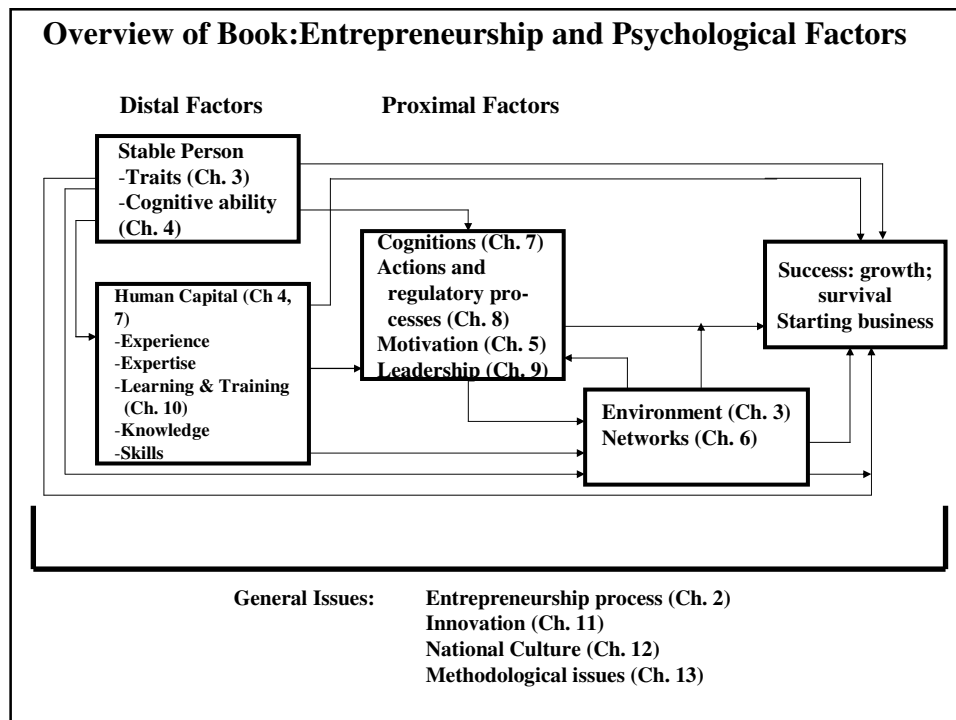 Overview of Book:Entrepreneurship and Psychological Factors
Distal Factors
Proximal Factors
Stable Person
-Traits (Ch. 3)
-Cognitive ability
(Ch. 4)
Human Capital (Ch 4,
7)
-Experience
-Expertise
-Learning & Training
(Ch. 10)
-Knowledge
-Skills
Cognitions (Ch. 7)
Actions and
regulatory pro-
cesses (Ch. 8)
Motivation (Ch. 5)
Leadership (Ch. 9)
Environment (Ch. 3)
Networks (Ch. 6)
Success: growth;
survival
Starting business
General Issues:
Entrepreneurship process (Ch. 2)
Innovation (Ch. 11)
National Culture (Ch. 12)
Methodological issues (Ch. 13)